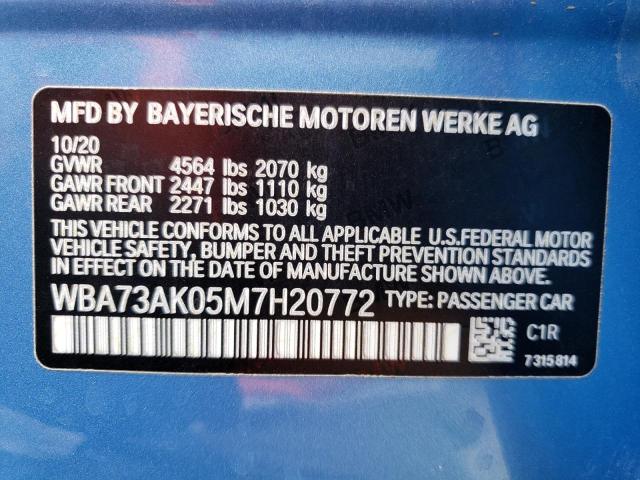 MFD BY BAYERISCHE MOTOREN WERKE AG
10/20
GVWR 4564 lbs 2070 kg
GAWR FRONT 2447 lbs 1110 kg
GAWR REAR 2271 lbs 1030 kg
THIS VEHICLE CONFORMS TO ALL APPLICABLE U.S.FEDERAL MOTOR
VEHICLE SAFETY, BUMPER AND THEFT PREVENTION
STANDARDS IN EFFECT ON THE DATE OF MANUFACTURE SHOWN ABOVE.
WBA73AK05M7H20772 TYPE: PASSENGER CAR
C1R
7315814